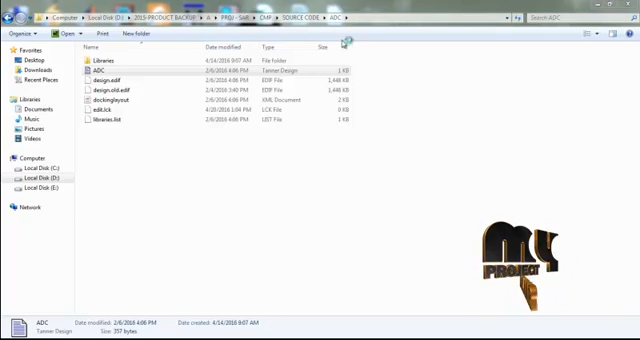 Computer ▸ Local Disk (D:) ▸ 2015-PRODUCT BACKUP ▸ A ▸ PROJ - SAR ▸ CMP ▸ SOURCE CODE ▸ ADC ▸
Search ADC
Organize ▾ Open ▾ Print New folder
Favorites
Desktop
Downloads
Recent Places
Libraries
Documents
Music
Pictures
Videos
Computer
Local Disk (C:)
Local Disk (D:)
Local Disk (E:)
Network
Name Date modified Type Size
Libraries 4/14/2016 9:07 AM File folder
ADC 2/6/2016 4:06 PM Tanner Design 1 KB
design.edif 2/6/2016 4:06 PM EDIF File 1,448 KB
design.old.edif 2/4/2016 3:40 PM EDIF File 1,448 KB
dockinglayout 2/6/2016 4:06 PM XML Document 2 KB
edit.lck 4/20/2016 1:04 PM LCK File
libraries.list 2/6/2016 4:06 PM LIST File
MY
PROJECT
ADC Date modified: 2/6/2016 4:06 PM Date created: 4/14/2016 9:07 AM
Tanner Design Size: 357 bytes